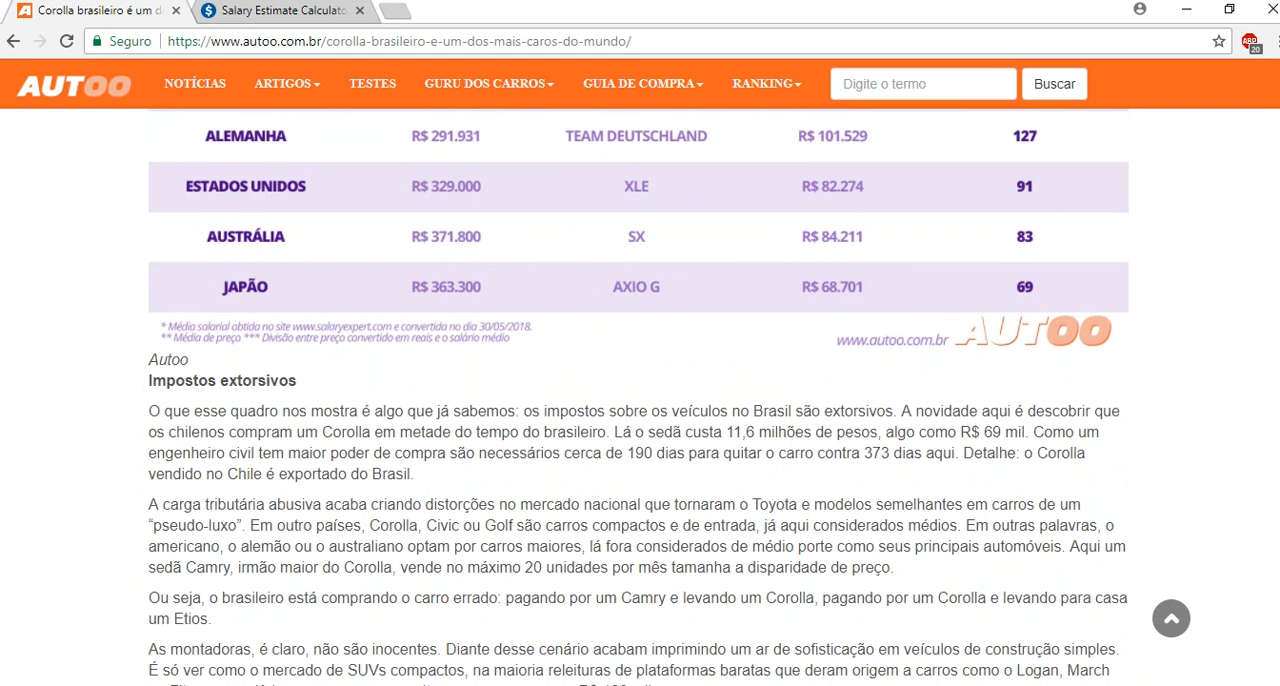 Corolla brasileiro é um d
Salary Estimate Calculato
Seguro
https://www.autoo.com.br/corolla-brasileiro-e-um-dos-mais-caros-do-mundo/
ABP
20
AUTOO
NOTÍCIAS
ARTIGOS
TESTES
GURU DOS CARROS
GUIA DE COMPRA
RANKING
Digite o termo
Buscar
ALEMANHA R$ 291.931 TEAM DEUTSCHLAND R$ 101.529 127
ESTADOS UNIDOS R$ 329.000 XLE R$ 82.274 91
AUSTRÁLIA R$ 371.800 SX R$ 84.211 83
JAPÃO R$ 363.300 AXIO G R$ 68.701 69
* Média salarial obtida no site www.salaryexpert.com e convertida no dia 30/05/2018.
** Média de preço *** Divisão entre preço convertido em reais e o salário médio
www.autoo.com.br AUTOO
Autoo
Impostos extorsivos
O que esse quadro nos mostra é algo que já sabemos: os impostos sobre os veículos no Brasil são extorsivos. A novidade aqui é descobrir que
os chilenos compram um Corolla em metade do tempo do brasileiro. Lá o sedã custa 11,6 milhões de pesos, algo como R$ 69 mil. Como um
engenheiro civil tem maior poder de compra são necessários cerca de 190 dias para quitar o carro contra 373 dias aqui. Detalhe: o Corolla
vendido no Chile é exportado do Brasil.
A carga tributária abusiva acaba criando distorções no mercado nacional que tornaram o Toyota e modelos semelhantes em carros de um
“pseudo-luxo”. Em outro países, Corolla, Civic ou Golf são carros compactos e de entrada, já aqui considerados médios. Em outras palavras, o
americano, o alemão ou o australiano optam por carros maiores, lá fora considerados de médio porte como seus principais automóveis. Aqui um
sedã Camry, irmão maior do Corolla, vende no máximo 20 unidades por mês tamanha a disparidade de preço.
Ou seja, o brasileiro está comprando o carro errado: pagando por um Camry e levando um Corolla, pagando por um Corolla e levando para casa
um Etios.
As montadoras, é claro, não são inocentes. Diante desse cenário acabam imprimindo um ar de sofisticação em veículos de construção simples.
É só ver como o mercado de SUVs compactos, na maioria releituras de plataformas baratas que deram origem a carros como o Logan, March